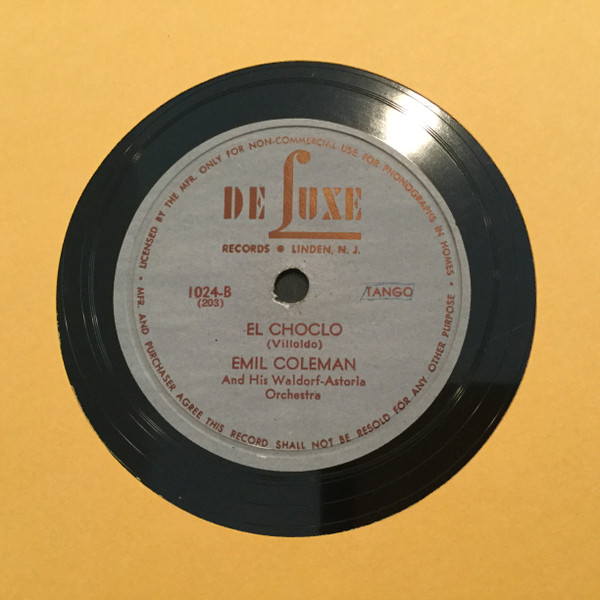 LICENSED BY THE MFR. ONLY FOR NON-COMMERCIAL USE FOR PHONOGRAPHS IN HOMES •
• MFR. AND PURCHASER AGREE THIS RECORD SHALL NOT BE RESOLD FOR ANY OTHER PURPOSE
DE LUXE
RECORDS • LINDEN, N. J.
1024-B
(203)
TANGO
EL CHOCLO
(Villoldo)
EMIL COLEMAN
And His Waldorf-Astoria
Orchestra